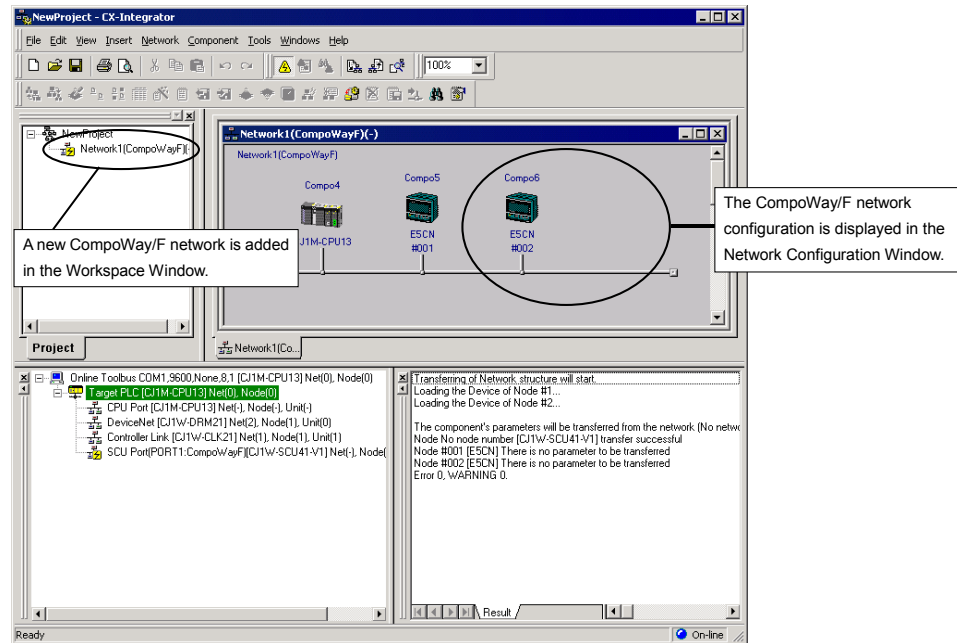 NewProject - CX-Integrator
File Edit View Insert Network Component Tools Windows Help
100%
NewProject
Network1(CompoWayF)(-
Project
Network1(CompoWayF)(-)
Network1(CompoWayF)
Compo4
Compo5
Compo6
J1M-CPU13
E5CN
#001
E5CN
#002
Network1(Co...
A new CompoWay/F network is added
in the Workspace Window.
The CompoWay/F network
configuration is displayed in the
Network Configuration Window.
Online Toolbus COM1,9600,None,8,1 [CJ1M-CPU13] Net(0), Node(0)
Target PLC [CJ1M-CPU13] Net(0), Node(0)
CPU Port [CJ1M-CPU13] Net(-), Node(-), Unit(-)
DeviceNet [CJ1W-DRM21] Net(2), Node(1), Unit(0)
Controller Link [CJ1W-CLK21] Net(1), Node(1), Unit(1)
SCU Port(PORT1:CompoWayF)[CJ1W-SCU41-V1] Net(-), Node(
Transferring of Network structure will start.
Loading the Device of Node #1...
Loading the Device of Node #2...
The component's parameters will be transferred from the network (No netwo
Node No node number [CJ1W-SCU41-V1] transfer successful
Node #001 [E5CN] There is no parameter to be transferred
Node #002 [E5CN] There is no parameter to be transferred
Error 0, WARNING 0.
Result
Ready
On-line